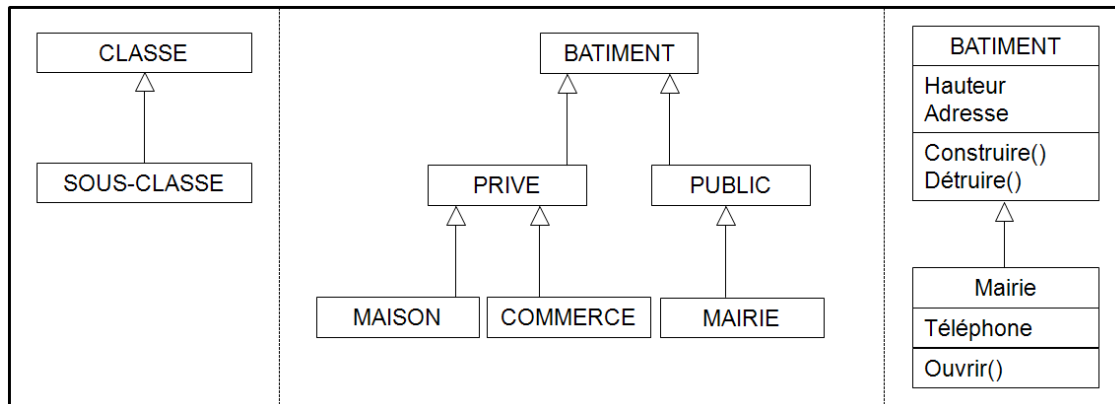 CLASSE
SOUS-CLASSE
BATIMENT
PRIVE
PUBLIC
MAISON
COMMERCE
MAIRIE
BATIMENT
Hauteur
Adresse
Construire()
Détruire()
Mairie
Téléphone
Ouvrir()